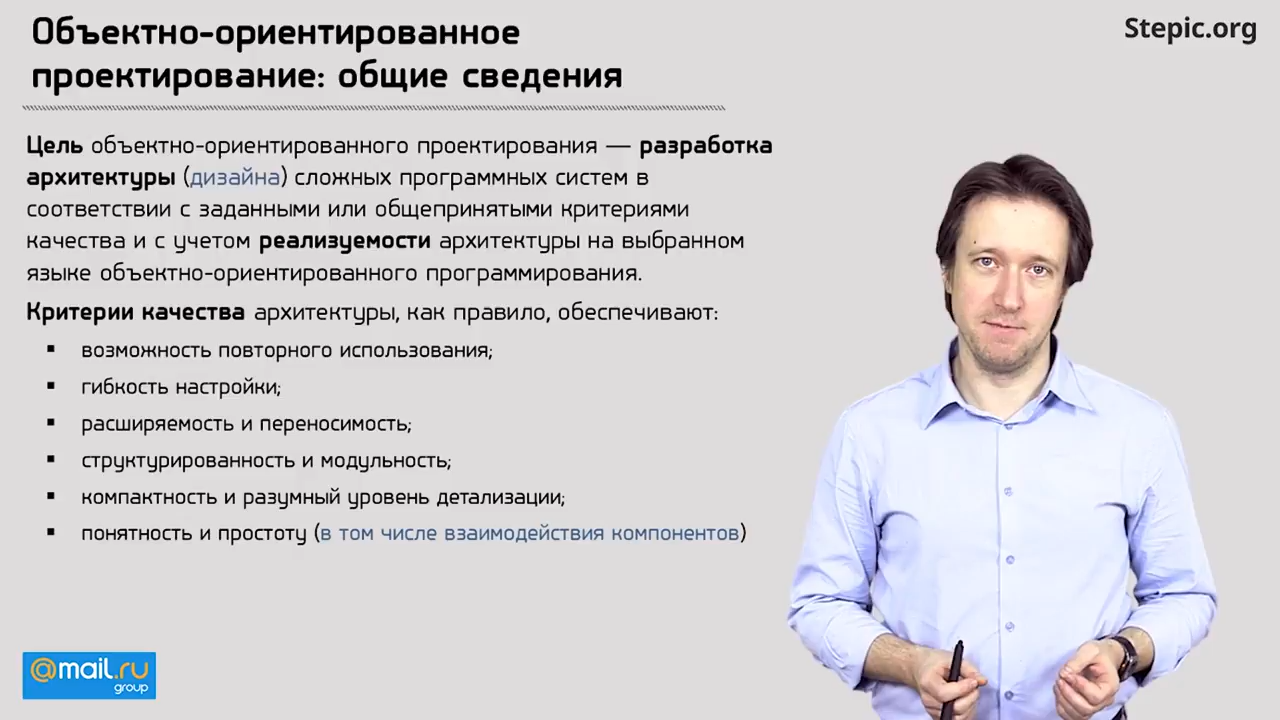 Объектно-ориентированное
проектирование: общие сведения
Stepic.org
Цель объектно-ориентированного проектирования — разработка
архитектуры (дизайна) сложных программных систем в
соответствии с заданными или общепринятыми критериями
качества и с учетом реализуемости архитектуры на выбранном
языке объектно-ориентированного программирования.
Критерии качества архитектуры, как правило, обеспечивают:
▪ возможность повторного использования;
▪ гибкость настройки;
▪ расширяемость и переносимость;
▪ структурированность и модульность;
▪ компактность и разумный уровень детализации;
▪ понятность и простоту (в том числе взаимодействия компонентов)
@mail.ru
group